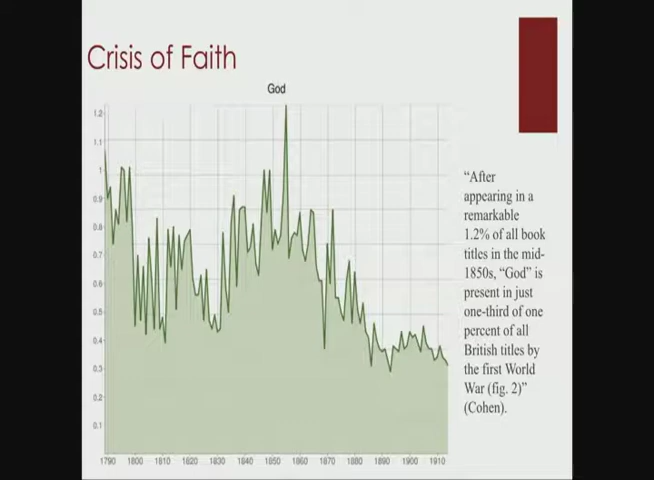 Crisis of Faith
God
1.2
1.1
1
0.9
0.8
0.7
0.6
0.5
0.4
0.3
0.2
0.1
1790 1800 1810 1820 1830 1840 1850 1860 1870 1880 1890 1900 1910
“After
appearing in a
remarkable
1.2% of all book
titles in the mid-
1850s, “God” is
present in just
one-third of one
percent of all
British titles by
the first World
War (fig. 2)”
(Cohen).